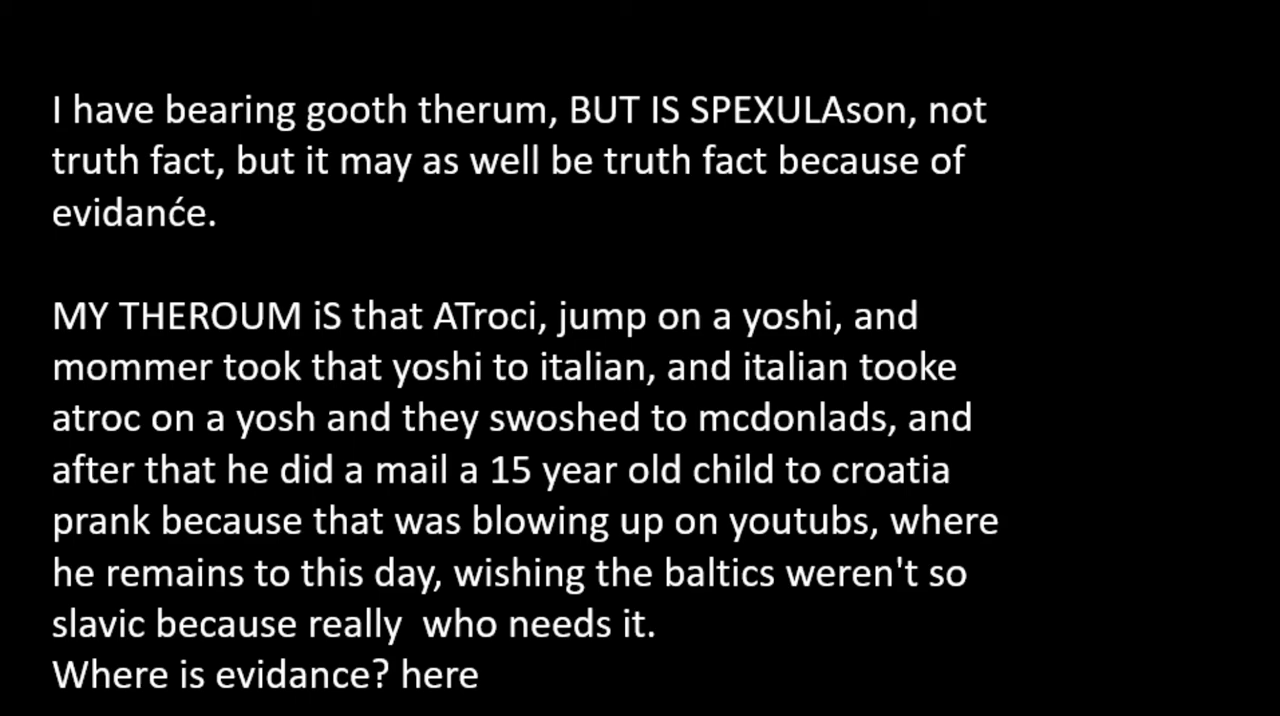 I have bearing gooth therum, BUT IS SPEXULAson, not
truth fact, but it may as well be truth fact because of
evidanće.
MY THEROUM iS that ATroci, jump on a yoshi, and
mommer took that yoshi to italian, and italian tooke
atroc on a yosh and they swoshed to mcdonlads, and
after that he did a mail a 15 year old child to croatia
prank because that was blowing up on youtubs, where
he remains to this day, wishing the baltics weren't so
slavic because really  who needs it.
Where is evidance? here